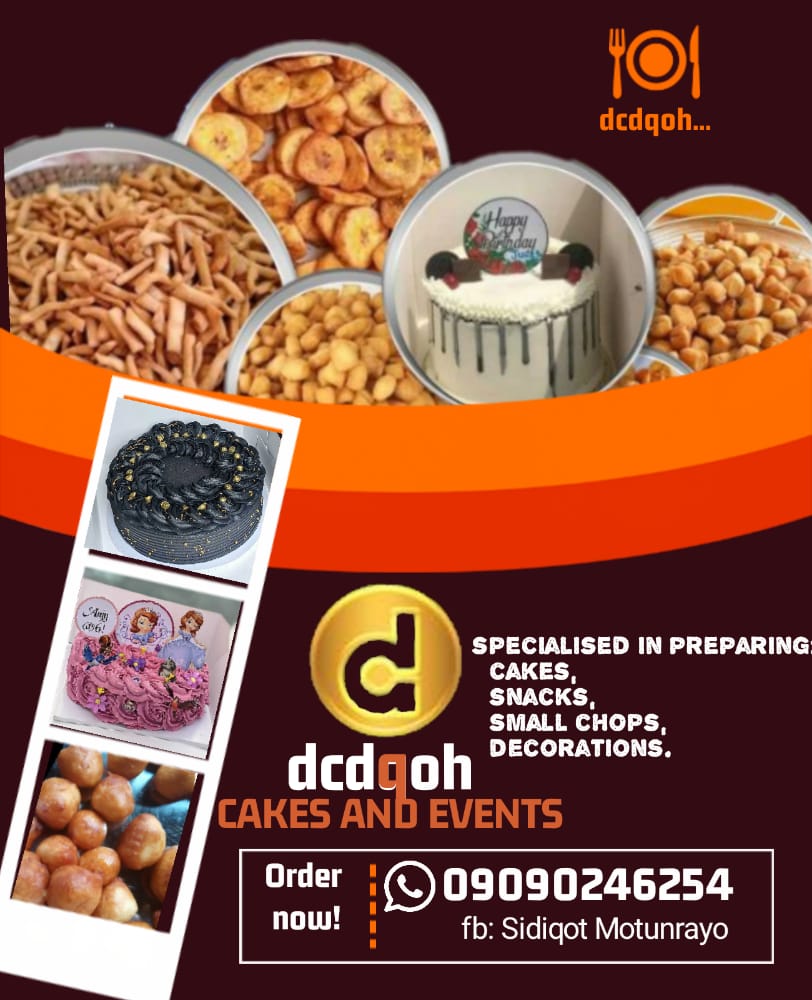 dcdqoh...
Happy
Birthday
d
SPECIALISED IN PREPARING:
CAKES,
SNACKS,
SMALL CHOPS,
DECORATIONS.
dcdqoh
CAKES AND EVENTS
Order
now!
09090246254
fb: Sidiqot Motunrayo